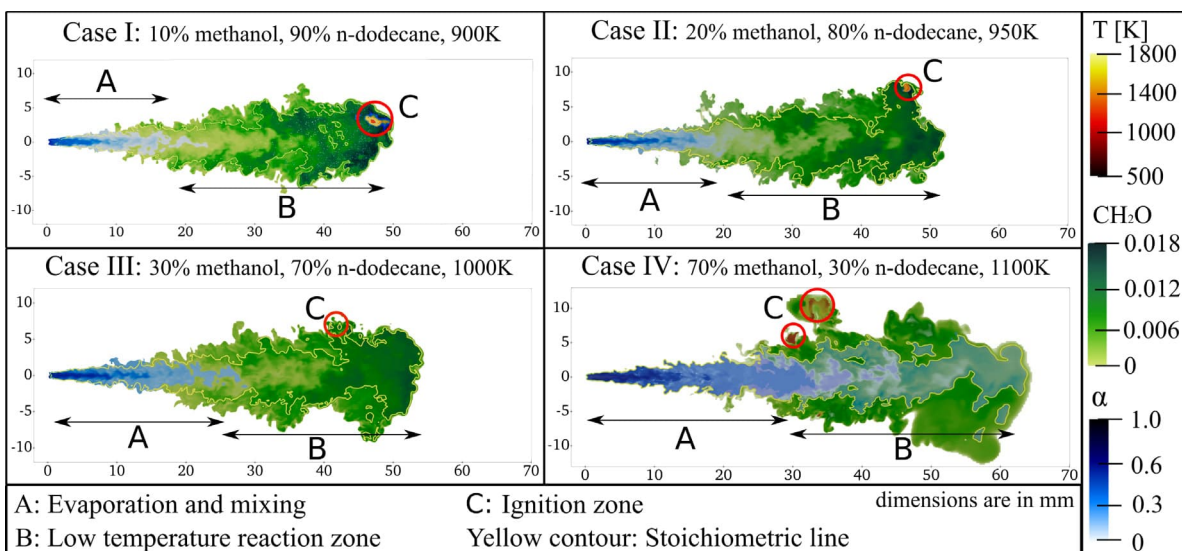 Case I: 10% methanol, 90% n-dodecane, 900K
A
C
B
10
5
0
-5
-10
0 10 20 30 40 50 60 70
Case II: 20% methanol, 80% n-dodecane, 950K
C
A
B
10
5
0
-5
-10
0 10 20 30 40 50 60 70
Case III: 30% methanol, 70% n-dodecane, 1000K
C
A
B
10
5
0
-5
-10
0 10 20 30 40 50 60 70
Case IV: 70% methanol, 30% n-dodecane, 1100K
C
A
B
10
5
0
-5
-10
0 10 20 30 40 50 60 70
T [K]
1800
1500
1000
500
CH₂O
0.018
0.012
0.006
0
α
1.0
0.6
0.3
0
A: Evaporation and mixing
C: Ignition zone
dimensions are in mm
B: Low temperature reaction zone
Yellow contour: Stoichiometric line